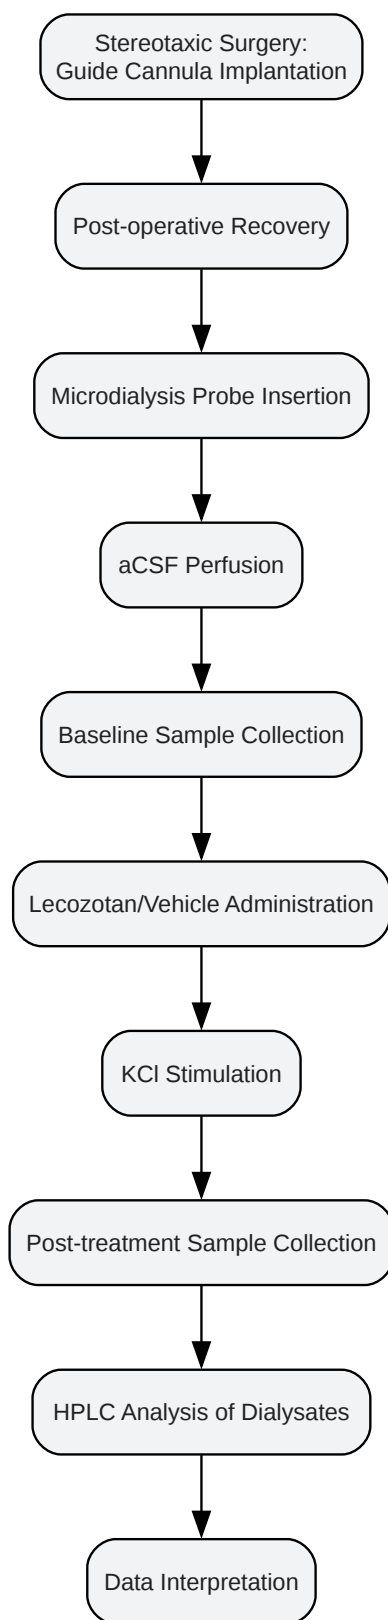 Stereotaxic Surgery:
Guide Cannula Implantation
Post-operative Recovery
Microdialysis Probe Insertion
aCSF Perfusion
Baseline Sample Collection
Lecozotan/Vehicle Administration
KCl Stimulation
Post-treatment Sample Collection
HPLC Analysis of Dialysates
Data Interpretation